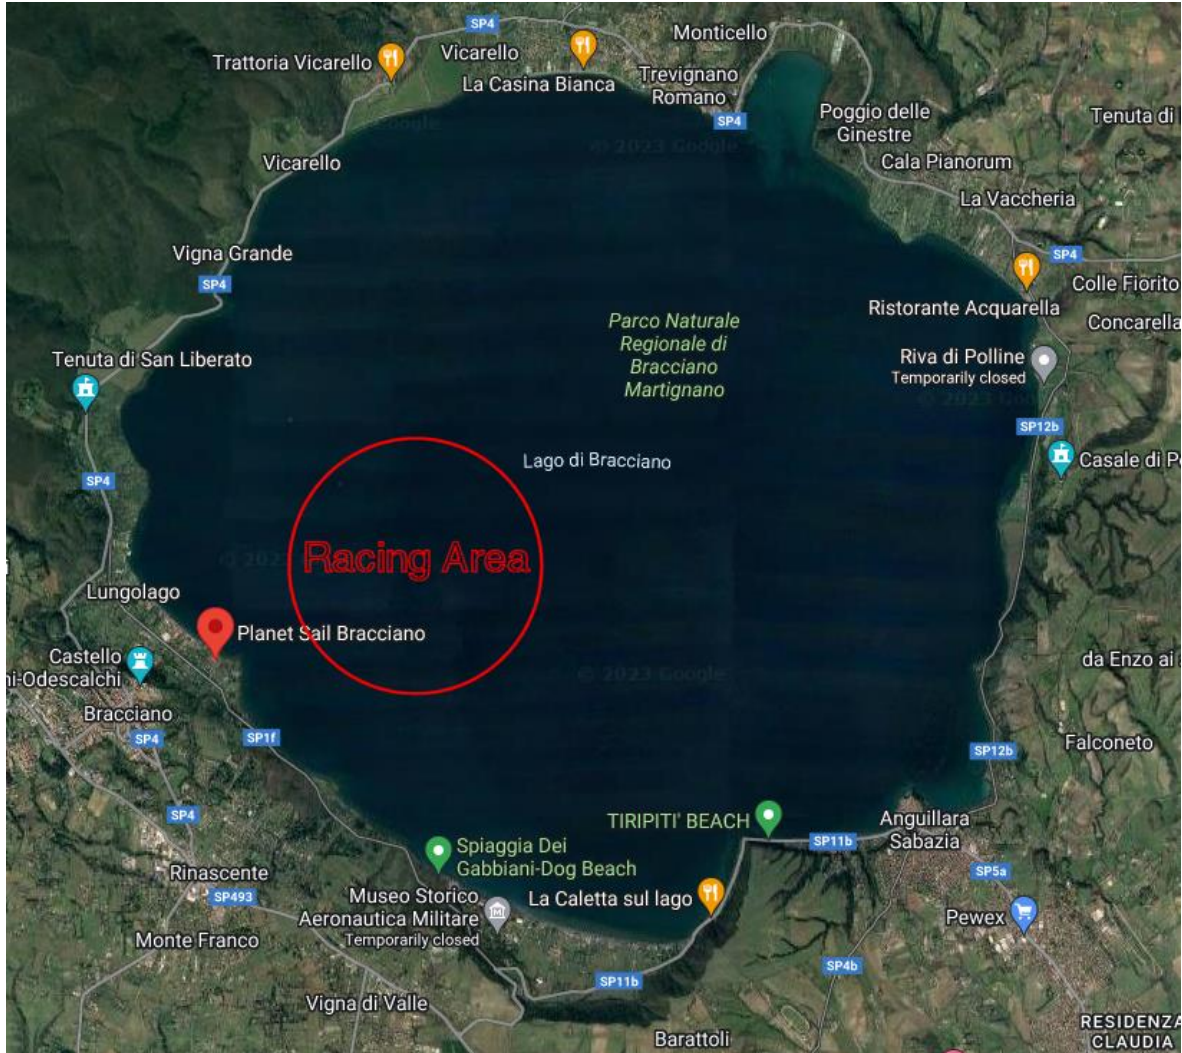 SP4
Monticello
Vicarello
Trattoria Vicarello
La Casina Bianca
Trevignano
Romano
SP4
Poggio delle
Ginestre
Tenuta di
© 2023 Google
Vicarello
Cala Pianorum
La Vaccheria
Vigna Grande
SP4
SP4
Colle Fiorito
Ristorante Acquarella
Concarella
Parco Naturale
Regionale di
Bracciano
Martignano
Tenuta di San Liberato
Riva di Polline
Temporarily closed
SP12b
Lago di Bracciano
Casale di P
SP4
Racing Area
Lungolago
Planet Sail Bracciano
Castello
ni-Odescalchi
da Enzo ai
© 2023 Google
Bracciano
SP4
SP1f
Falconeto
SP12b
SP4
TIRIPITI' BEACH
Anguillara
Sabazia
SP11b
Spiaggia Dei
Gabbiani-Dog Beach
Rinascente
SP5a
SP493
Museo Storico
Aeronautica Militare
Temporarily closed
La Caletta sul lago
Pewex
Monte Franco
SP4b
SP11b
Vigna di Valle
Barattoli
RESIDENZA
CLAUDIA